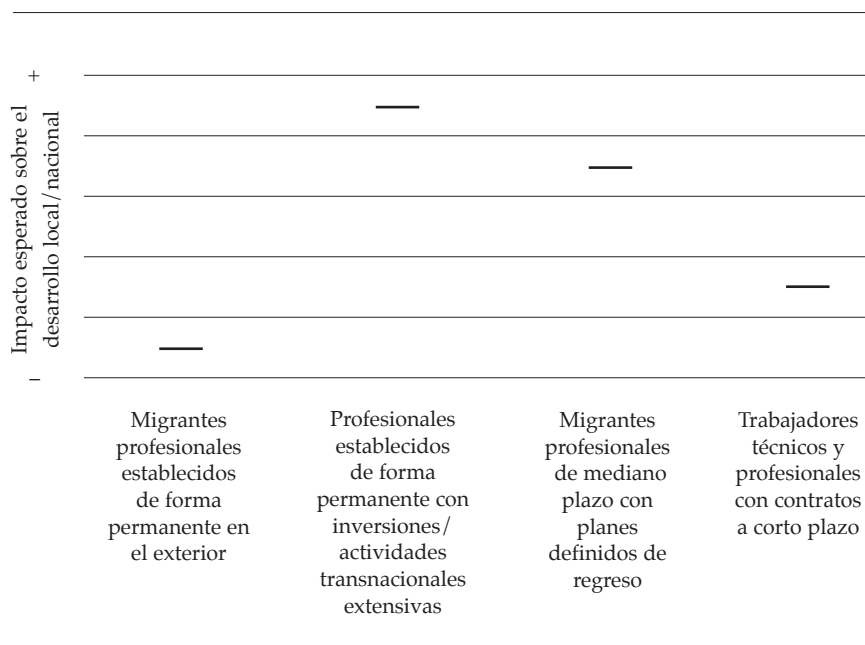 +
Impacto esperado sobre el
desarrollo local/nacional
–
Migrantes
profesionales
establecidos
de forma
permanente en
el exterior
Profesionales
establecidos
de forma
permanente con
inversiones/
actividades
transnacionales
extensivas
Migrantes
profesionales
de mediano
plazo con
planes
definidos de
regreso
Trabajadores
técnicos y
profesionales
con contratos
a corto plazo